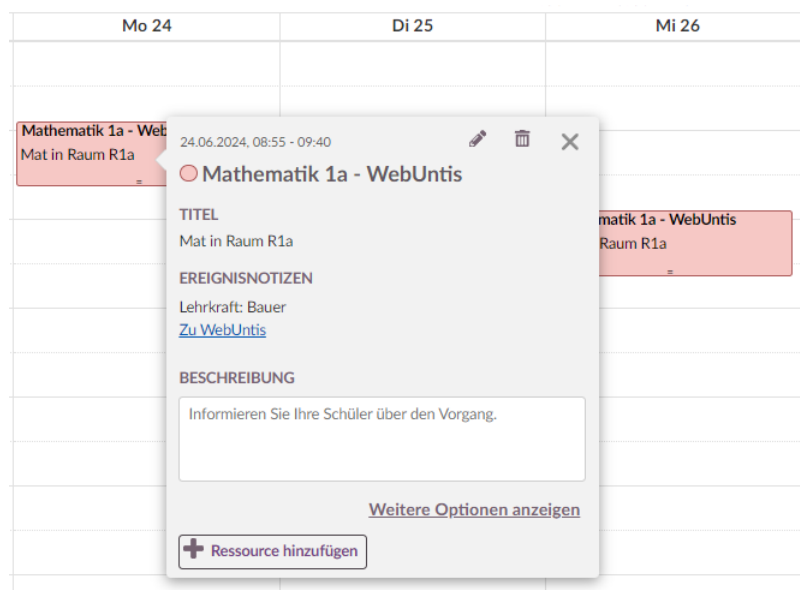 Mo 24
Di 25
Mi 26
Mathematik 1a - Web
Mat in Raum R1a
24.06.2024, 08:55 - 09:40
Mathematik 1a - WebUntis
TITEL
Mat in Raum R1a
EREIGNISNOTIZEN
Lehrkraft: Bauer
Zu WebUntis
BESCHREIBUNG
Informieren Sie Ihre Schüler über den Vorgang.
Weitere Optionen anzeigen
Ressource hinzufügen
matik 1a - WebUntis
Raum R1a